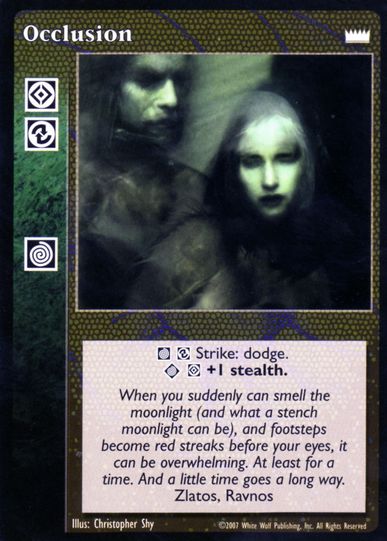 Occlusion
Strike: dodge.
+1 stealth.
When you suddenly can smell the
moonlight (and what a stench
moonlight can be), and footsteps
become red streaks before your eyes, it
can be overwhelming. At least for a
time. And a little time goes a long way.
Zlatos, Ravnos
Illus: Christopher Shy
©2007 White Wolf Publishing, Inc. All Rights Reserved.